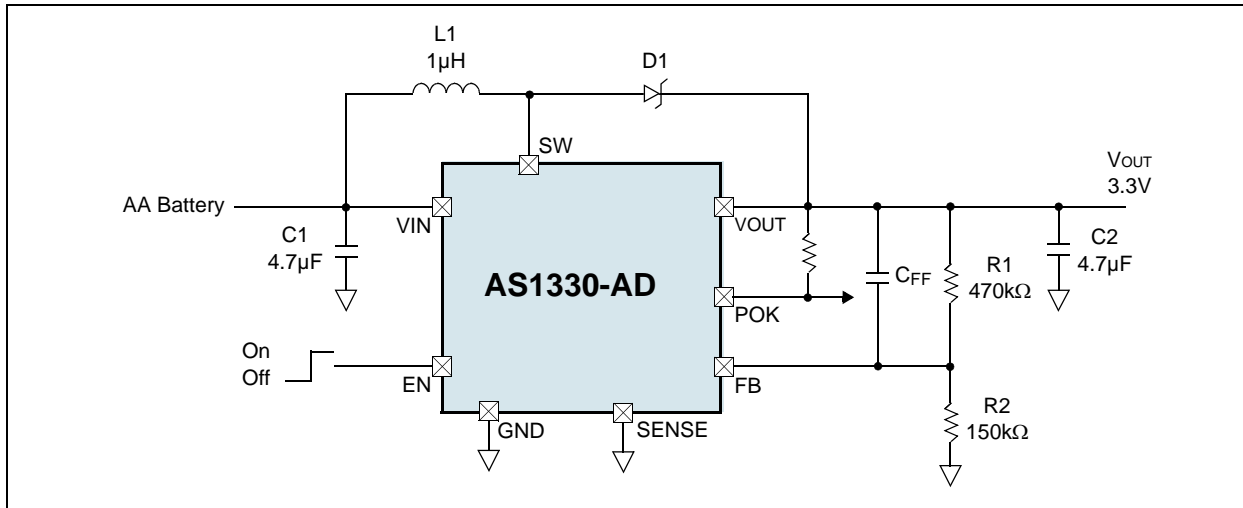 L1
1µH
D1
SW
VOUT
3.3V
AA Battery
VIN
VOUT
C1
4.7µF
C2
4.7µF
CFF
R1
470kΩ
AS1330-AD
POK
On
Off
EN
FB
GND
SENSE
R2
150kΩ